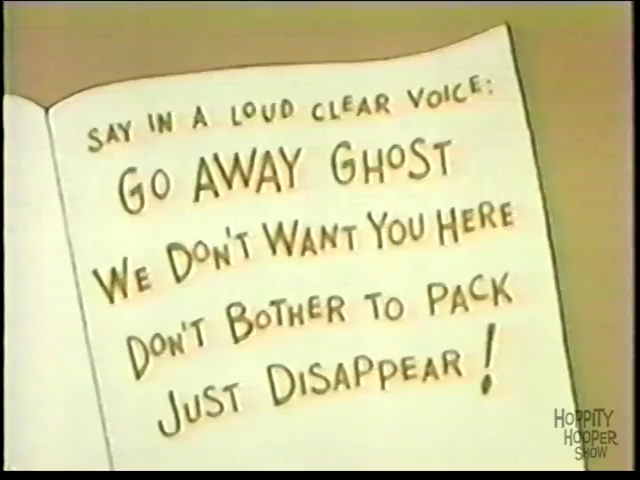 SAY IN A LOUD CLEAR VOICE:
GO AWAY GHOST
WE DON'T WANT YOU HERE
DON'T BOTHER TO PACK
JUST DISAPPEAR!
HOPPITY
HOOPER
SHOW